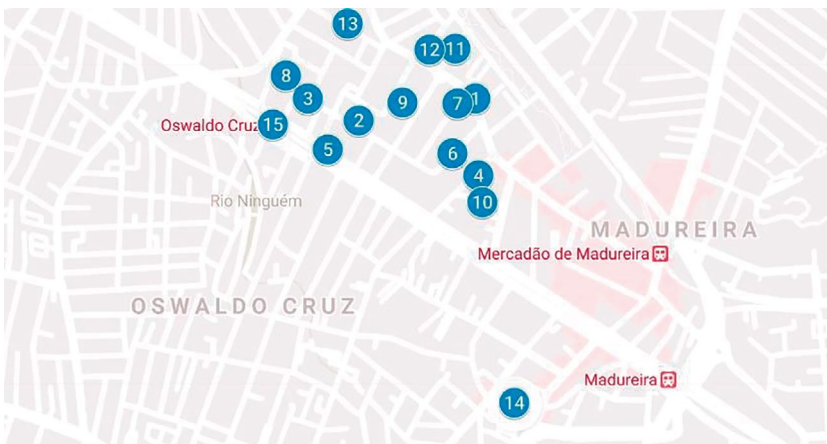 13
12
11
8
3
9
7
1
2
Oswaldo Cruz
15
5
6
4
10
Rio Ninguém
MADUREIRA
Mercadão de Madureira
OSWALDO CRUZ
Madureira
14